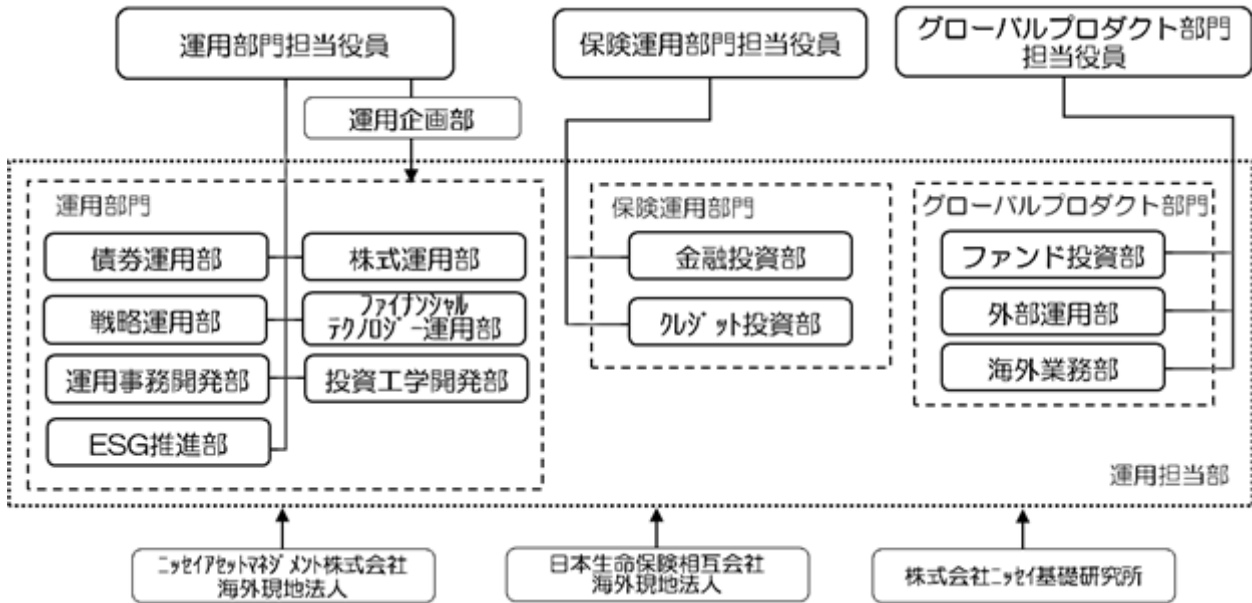 運用部門担当役員
保険運用部門担当役員
グローバルプロダクト部門
担当役員
運用企画部
運用部門
債券運用部
株式運用部
戦略運用部
ファイナンシャル
テクノロジー運用部
運用事務開発部
投資工学開発部
ESG推進部
保険運用部門
金融投資部
クレジット投資部
グローバルプロダクト部門
ファンド投資部
外部運用部
海外業務部
運用担当部
ニッセイアセットマネジメント株式会社
海外現地法人
日本生命保険相互会社
海外現地法人
株式会社ニッセイ基礎研究所